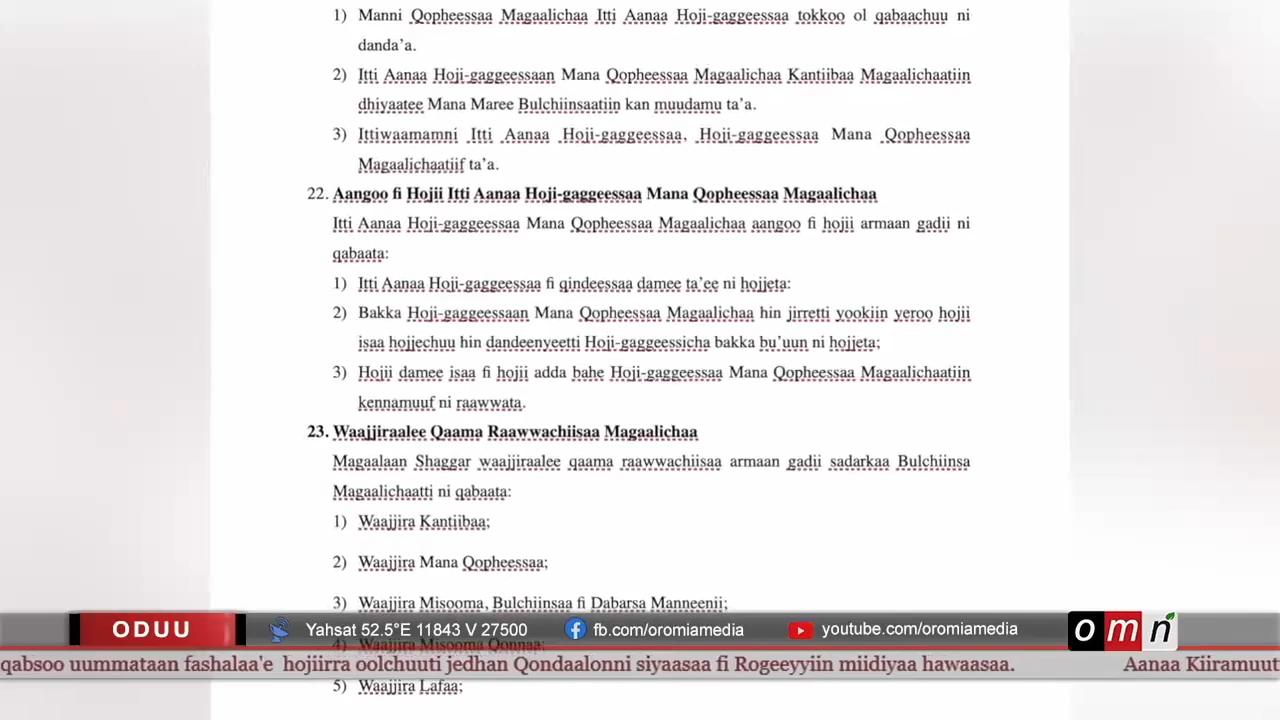 1) Manni Qopheessaa Magaalichaa Itti Aanaa Hoji-gaggeessaa tokkoo ol qabaachuu ni
danda’a.
2) Itti Aanaa Hoji-gaggeessaan Mana Qopheessaa Magaalichaa Kantiibaa Magaalichaatiin
dhiyaatee Mana Maree Bulchiinsaatiin kan muudamu ta’a.
3) Ittiwaamamni Itti Aanaa Hoji-gaggeessaa, Hoji-gaggeessaa Mana Qopheessaa
Magaalichaatiif ta’a.
22. Aangoo fi Hojii Itti Aanaa Hoji-gaggeessaa Mana Qopheessaa Magaalichaa
Itti Aanaa Hoji-gaggeessaa Mana Qopheessaa Magaalichaa aangoo fi hojii armaan gadii ni
qabaata:
1) Itti Aanaa Hoji-gaggeessaa fi qindeessaa damee ta’ee ni hojjeta:
2) Bakka Hoji-gaggeessaan Mana Qopheessaa Magaalichaa hin jirretti yookiin yeroo hojii
isaa hojjechuu hin dandeenyeetti Hoji-gaggeessicha bakka bu’uun ni hojjeta;
3) Hojii damee isaa fi hojii adda bahe Hoji-gaggeessaa Mana Qopheessaa Magaalichaatiin
kennamuuf ni raawwata.
23. Waajjiraalee Qaama Raawwachiisaa Magaalichaa
Magaalaan Shaggar waajjiraalee qaama raawwachiisaa armaan gadii sadarkaa Bulchiinsa
Magaalichaatti ni qabaata:
1) Waajjira Kantiibaa;
2) Waajjira Mana Qopheessaa;
3) Waajjira Misooma, Bulchiinsaa fi Dabarsa Manneenii;
ODUU Yahsat 52.5°E 11843 V 27500 fb.com/oromiamedia youtube.com/oromiamedia omn
4) Waajjira Misooma Qonnaa;
qabsoo uummataan fashalaa'e hojiirra oolchuuti jedhan Qondaalonni siyaasaa fi Rogeeyyiin miidiyaa hawaasaa. Aanaa Kiiramuut
5) Waajjira Lafaa;